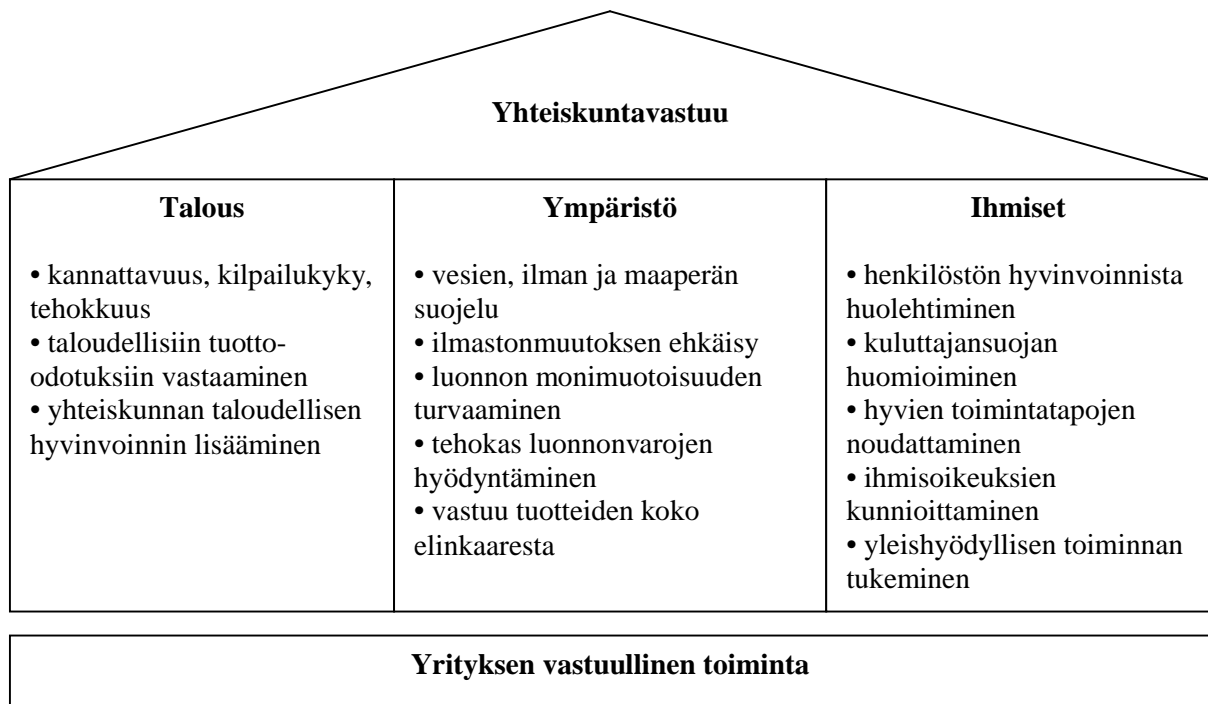 Yhteiskuntavastuu
Talous
• kannattavuus, kilpailukyky,
tehokkuus
• taloudellisiin tuotto-
odotuksiin vastaaminen
• yhteiskunnan taloudellisen
hyvinvoinnin lisääminen
Ympäristö
• vesien, ilman ja maaperän
suojelu
• ilmastonmuutoksen ehkäisy
• luonnon monimuotoisuuden
turvaaminen
• tehokas luonnonvarojen
hyödyntäminen
• vastuu tuotteiden koko
elinkaaresta
Ihmiset
• henkilöstön hyvinvoinnista
huolehtiminen
• kuluttajansuojan
huomioiminen
• hyvien toimintatapojen
noudattaminen
• ihmisoikeuksien
kunnioittaminen
• yleishyödyllisen toiminnan
tukeminen
Yrityksen vastuullinen toiminta